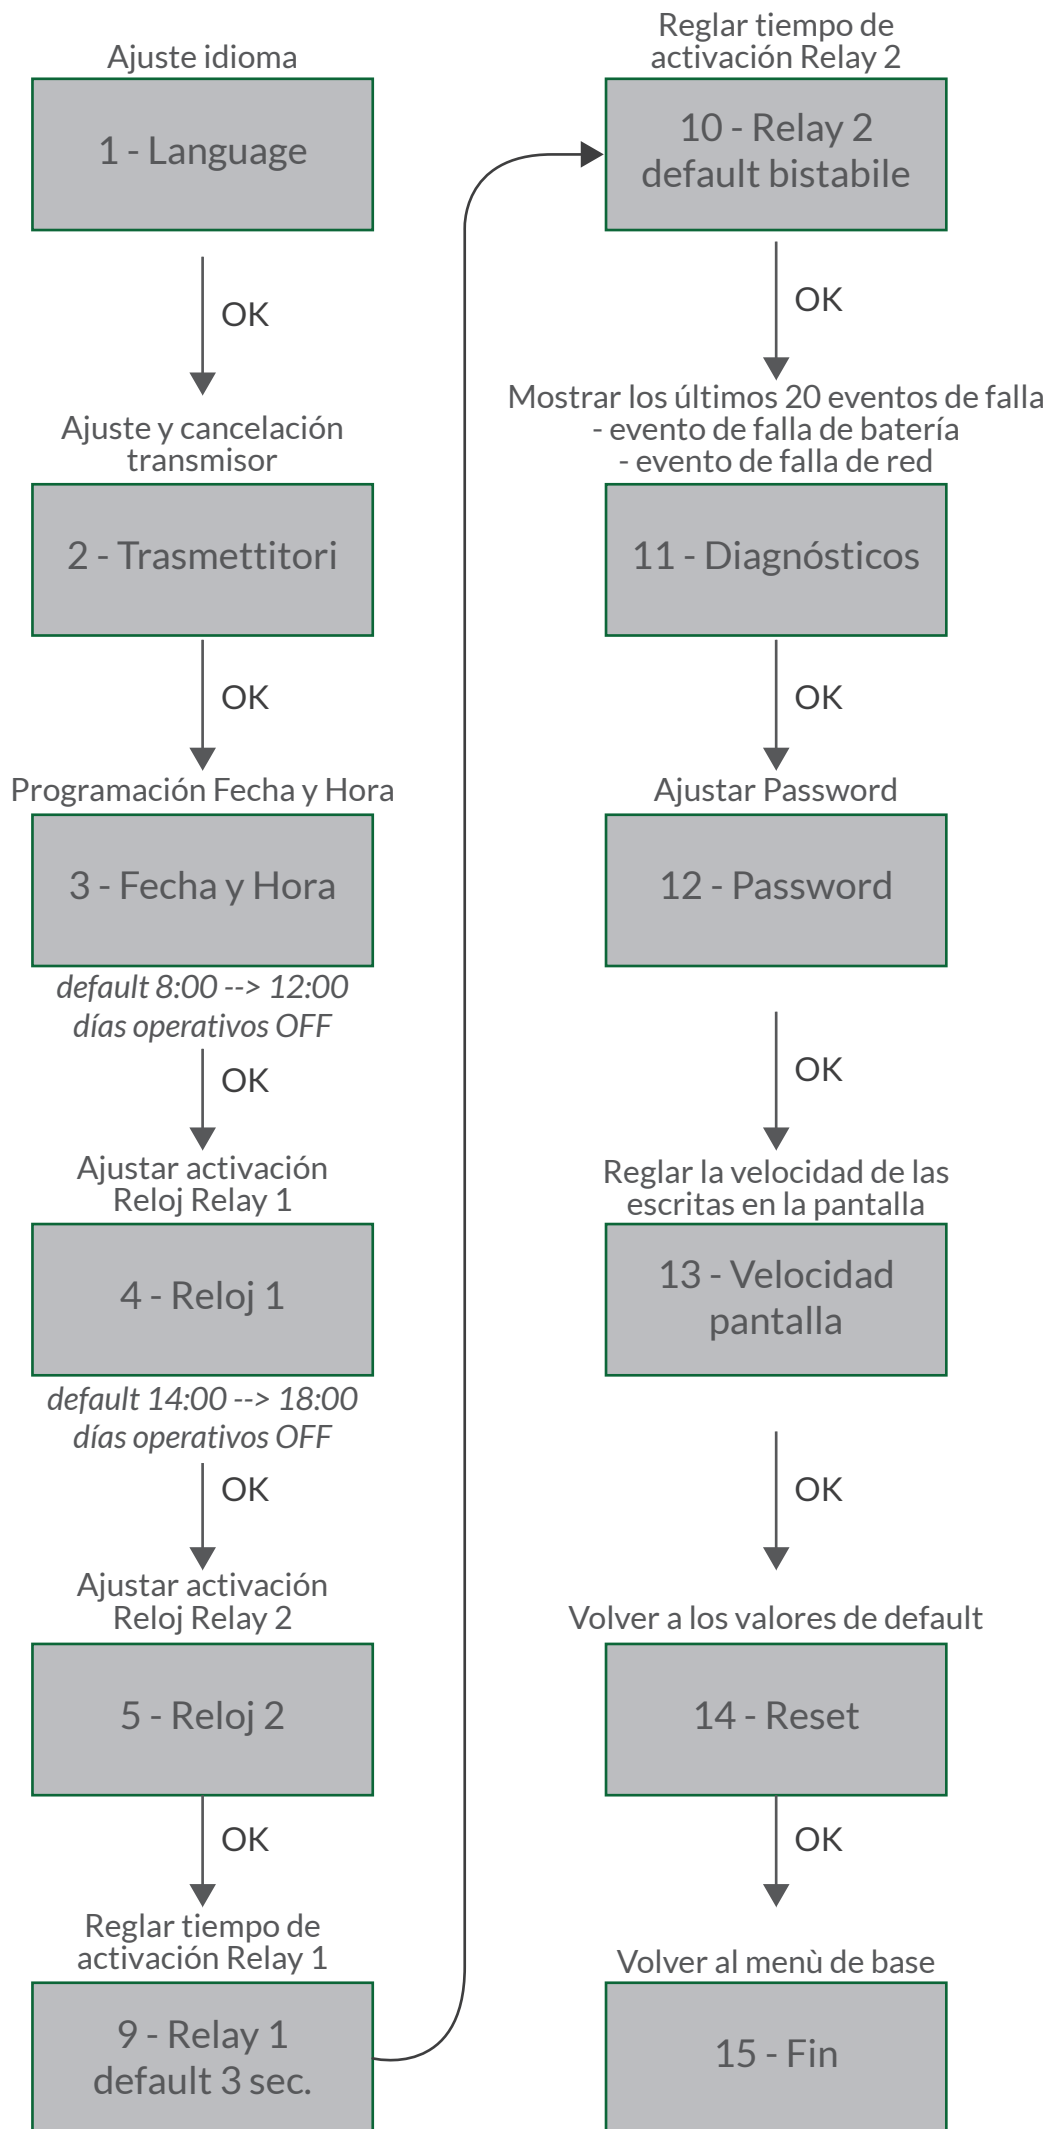 Ajuste idioma
1 - Language
OK
Ajuste y cancelación
transmisor
2 - Trasmettitori
OK
Programación Fecha y Hora
3 - Fecha y Hora
default 8:00 --> 12:00
días operativos OFF
OK
Ajustar activación
Reloj Relay 1
4 - Reloj 1
default 14:00 --> 18:00
días operativos OFF
OK
Ajustar activación
Reloj Relay 2
5 - Reloj 2
OK
Reglar tiempo de
activación Relay 1
9 - Relay 1
default 3 sec.
Reglar tiempo de
activación Relay 2
10 - Relay 2
default bistabile
OK
Mostrar los últimos 20 eventos de falla
- evento de falla de batería
- evento de falla de red
11 - Diagnósticos
OK
Ajustar Password
12 - Password
OK
Reglar la velocidad de las
escritas en la pantalla
13 - Velocidad
pantalla
OK
Volver a los valores de default
14 - Reset
OK
Volver al menù de base
15 - Fin